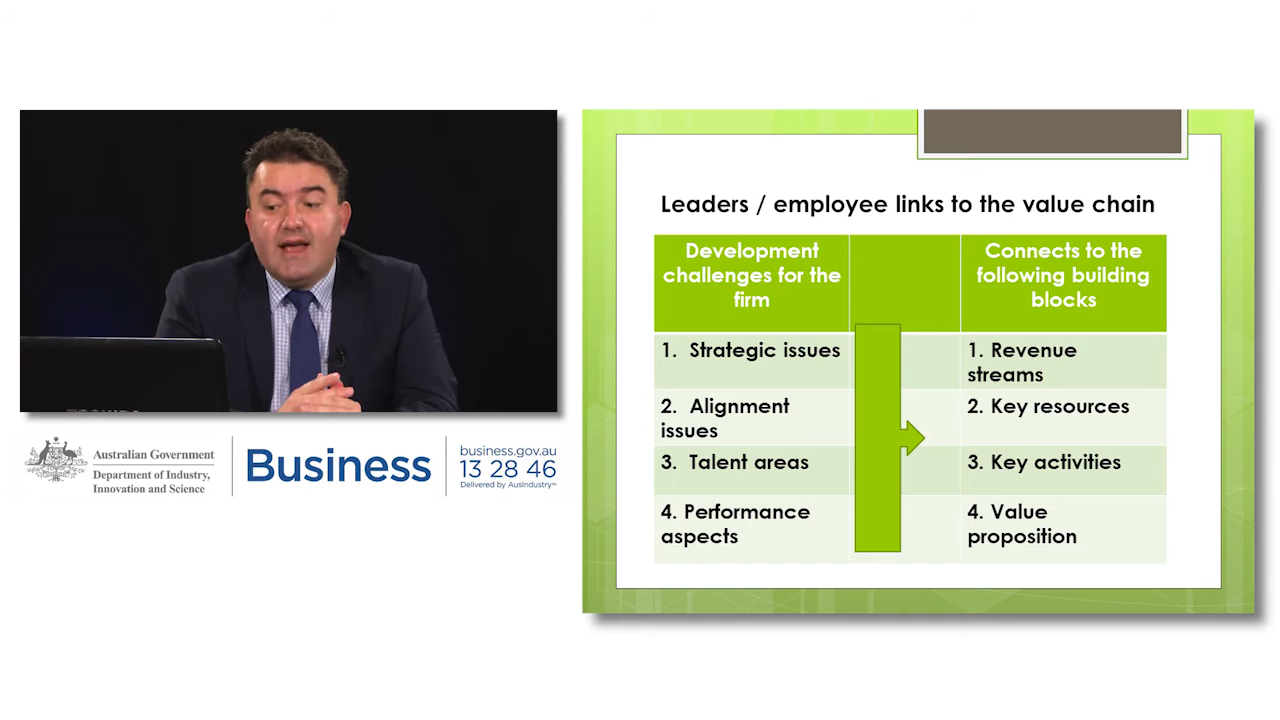 Australian Government
Department of Industry,
Innovation and Science
Business
business.gov.au
13 28 46
Delivered by AusIndustry™
Leaders / employee links to the value chain
Development
challenges for the
firm
Connects to the
following building
blocks
1. Strategic issues
1. Revenue
streams
2. Alignment
issues
2. Key resources
3. Talent areas
3. Key activities
4. Performance
aspects
4. Value
proposition